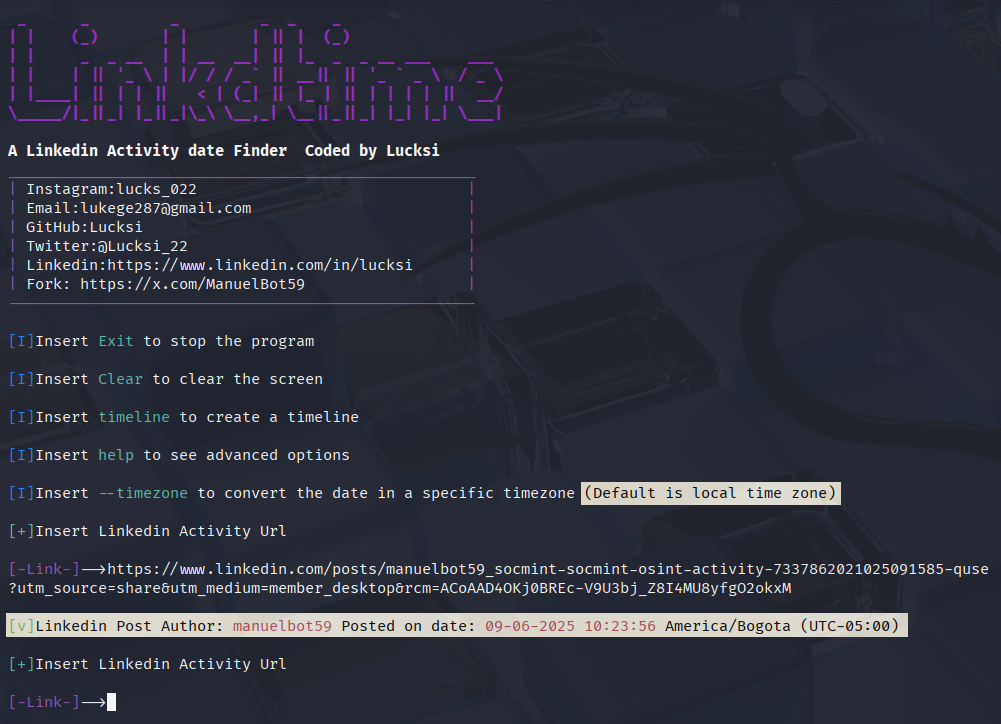 Linkdtime
A Linkedin Activity date Finder  Coded by Lucksi
| Instagram:lucks_022 |
| Email:lukege287@gmail.com |
| GitHub:Lucksi |
| Twitter:@Lucksi_22 |
| Linkedin:https://www.linkedin.com/in/lucksi |
| Fork: https://x.com/ManuelBot59 |
[I]Insert Exit to stop the program
[I]Insert Clear to clear the screen
[I]Insert timeline to create a timeline
[I]Insert help to see advanced options
[I]Insert --timezone to convert the date in a specific timezone (Default is local time zone)
[+]Insert Linkedin Activity Url
[-Link-]-->https://www.linkedin.com/posts/manuelbot59_socmint-socmint-osint-activity-7337862021025091585-quse
?utm_source=share&utm_medium=member_desktop&rcm=ACoAAD4OKj0BREc-V9U3bj_Z8I4MU8yfgO2okxM
[v]Linkedin Post Author: manuelbot59 Posted on date: 09-06-2025 10:23:56 America/Bogota (UTC-05:00)
[+]Insert Linkedin Activity Url
[-Link-]-->